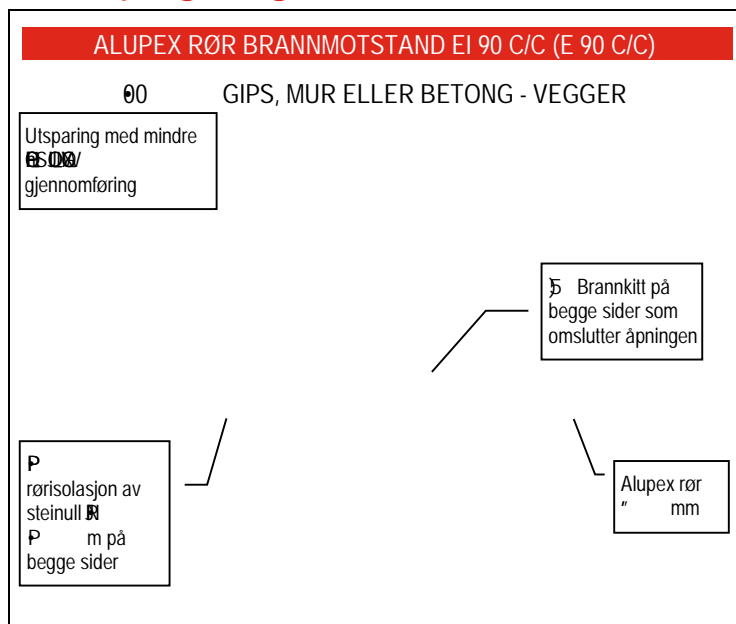 ALUPEX RØR BRANNMOTSTAND EI 90 C/C (E 90 C/C)
GIPS, MUR ELLER BETONG - VEGGER
Utsparing med mindre
gjennomføring
Brannkitt på
begge sider som
omslutter åpningen
rørisolasjon av
steinull
m på
begge sider
Alupex rør
mm